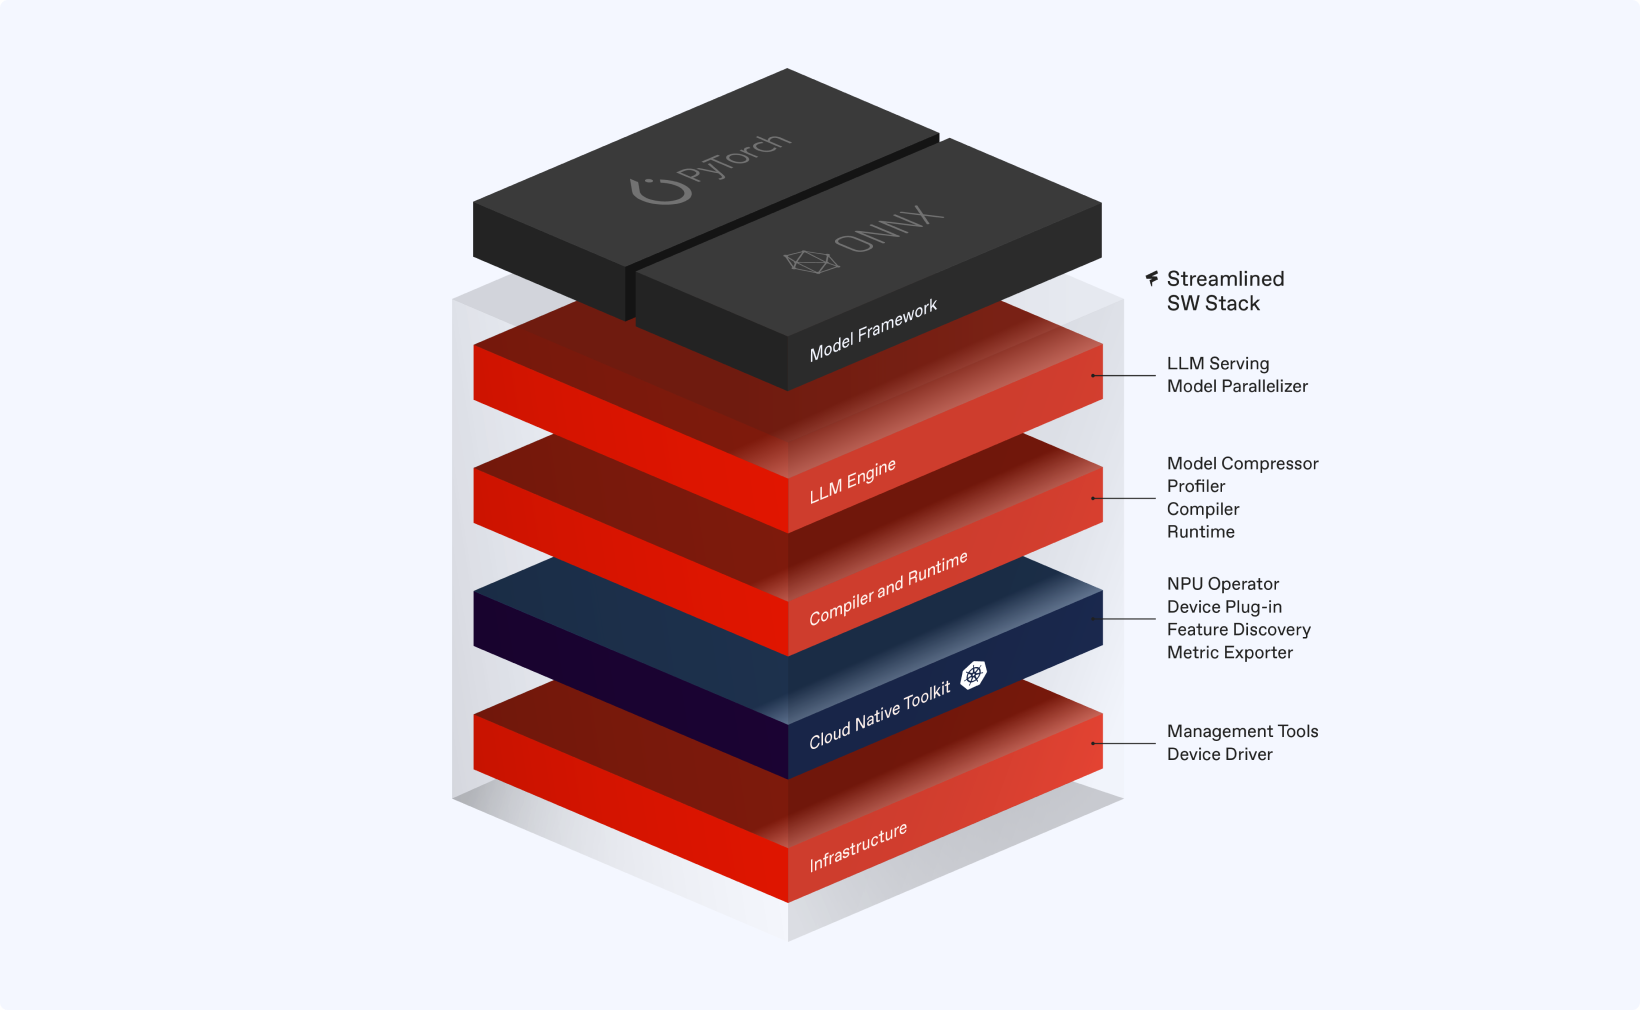 PyTorch
ONNX
Model Framework
Streamlined
SW Stack
LLM Serving
Model Parallelizer
LLM Engine
Model Compressor
Profiler
Compiler
Runtime
Compiler and Runtime
NPU Operator
Device Plug-in
Feature Discovery
Metric Exporter
Cloud Native Toolkit
Management Tools
Device Driver
Infrastructure